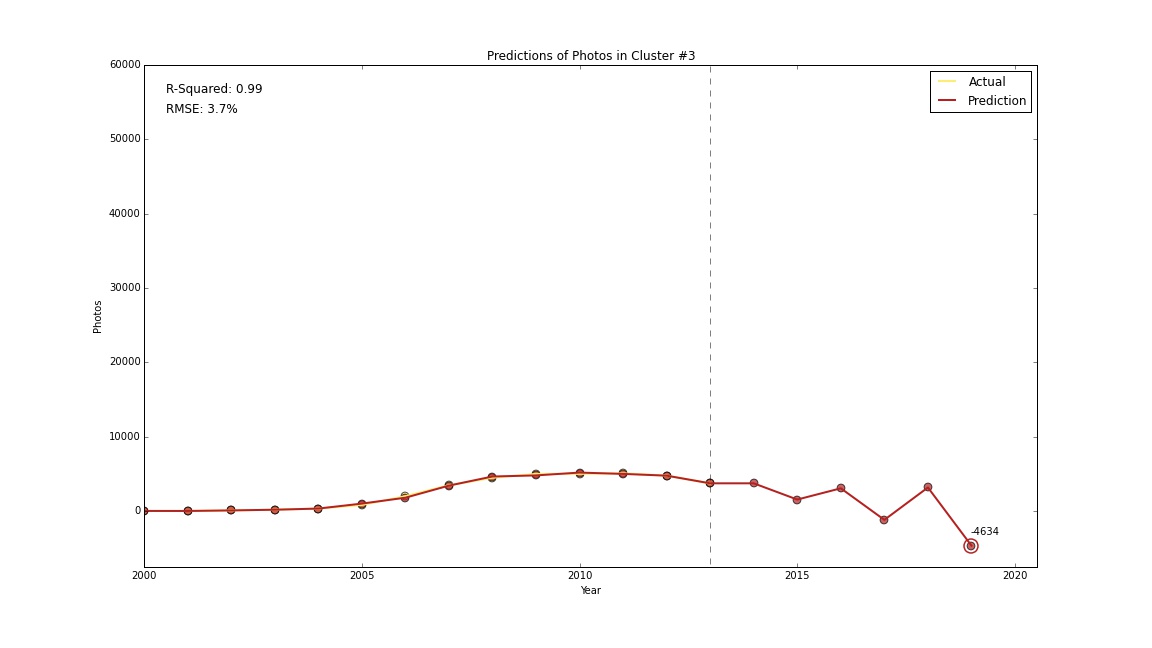 Predictions of Photos in Cluster #3
60000
R-Squared: 0.99
RMSE: 3.7%
Actual
Prediction
50000
40000
30000
Photos
20000
10000
0
-4634
2000
2005
2010
2015
2020
Year